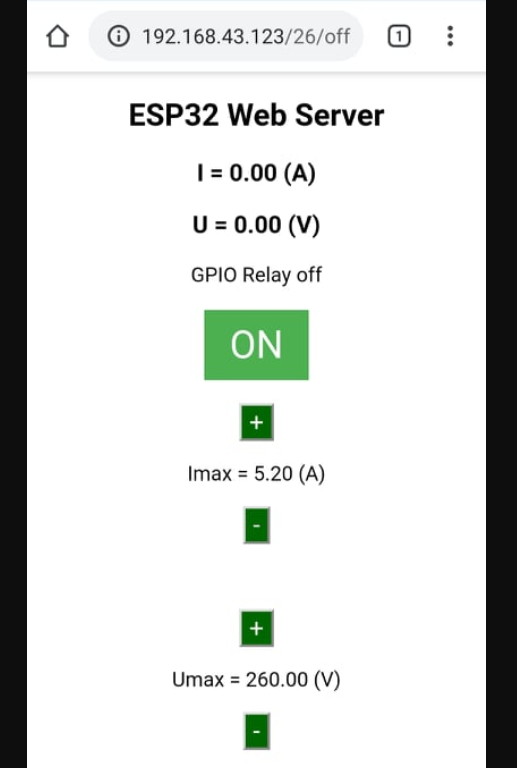 192.168.43.123/26/off
1
ESP32 Web Server
I = 0.00 (A)
U = 0.00 (V)
GPIO Relay off
ON
+
Imax = 5.20 (A)
-
+
Umax = 260.00 (V)
-